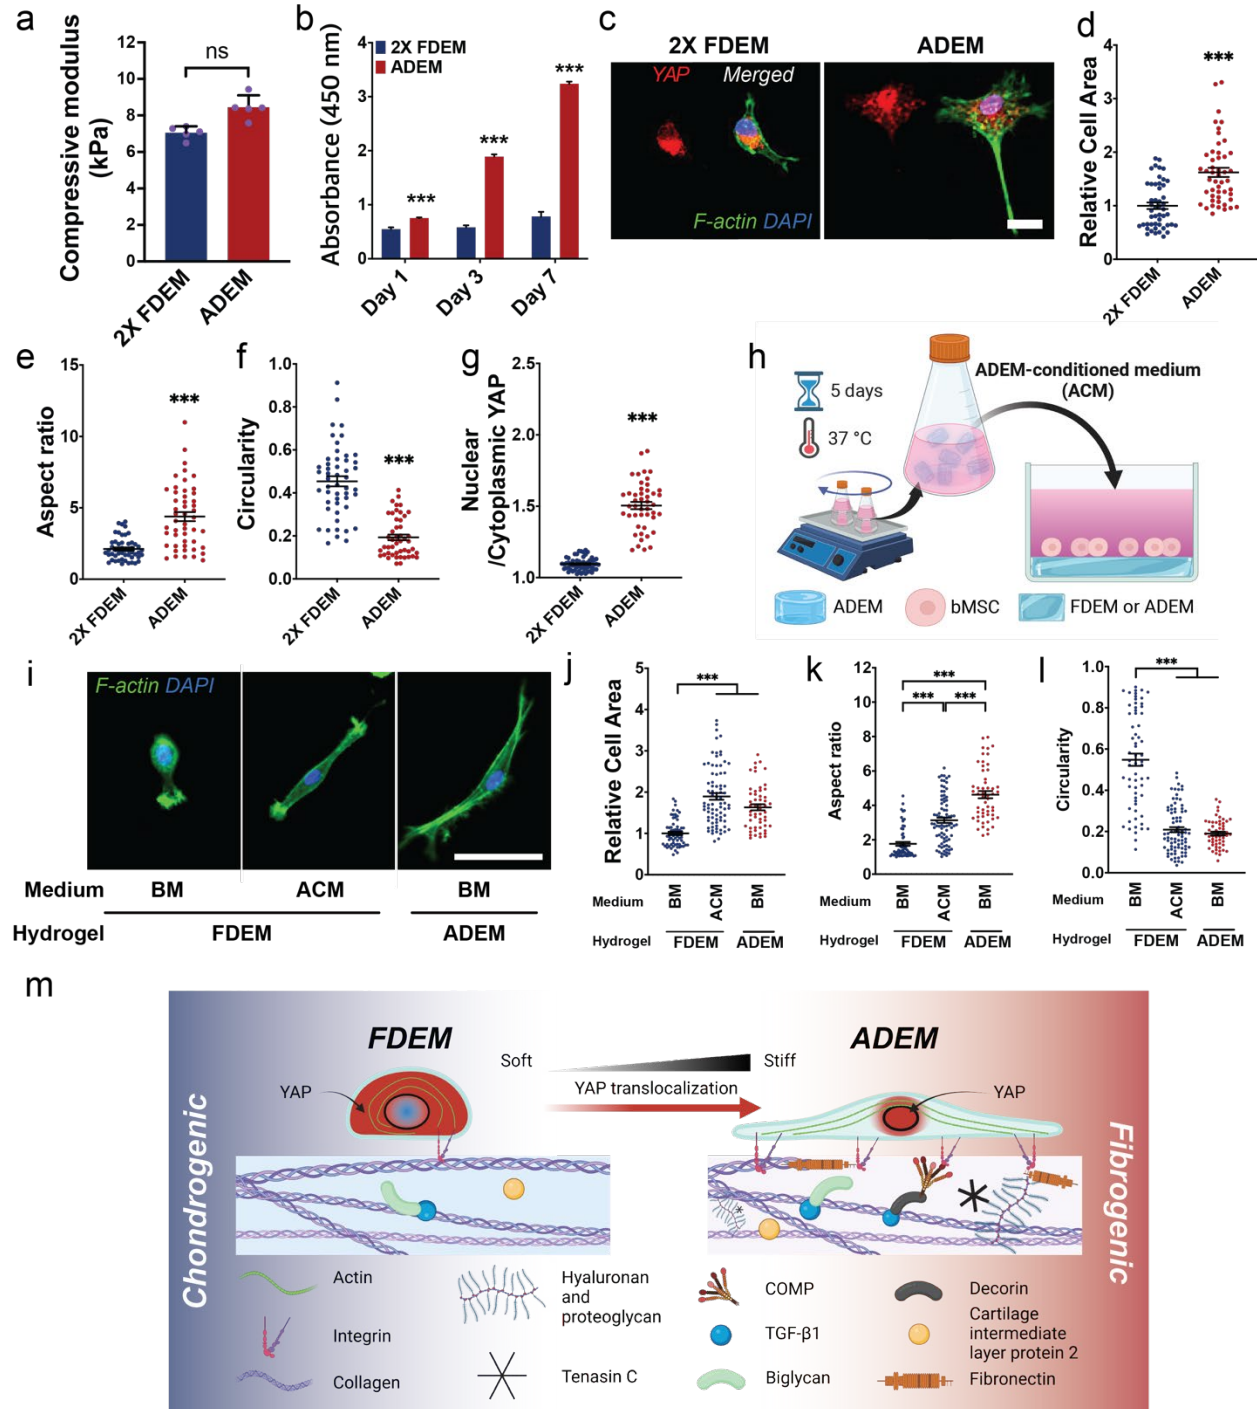 a
Compressive modulus
(kPa)
12
10
8
6
4
2
0
ns
2X FDEM
ADEM
b
Absorbance (450 nm)
4
3
2
1
0
2X FDEM
ADEM
***
***
***
Day 1
Day 3
Day 7
c
2X FDEM
ADEM
YAP
Merged
F-actin DAPI
d
Relative Cell Area
4
3
2
1
0
***
2X FDEM
ADEM
e
Aspect ratio
15
10
5
0
***
2X FDEM
ADEM
f
Circularity
1.0
0.8
0.6
0.4
0.2
0.0
***
2X FDEM
ADEM
g
Nuclear
/Cytoplasmic YAP
2.5
2.0
1.5
1.0
***
2X FDEM
ADEM
h
5 days
37 °C
ADEM-conditioned medium
(ACM)
ADEM
bMSC
FDEM or ADEM
i
F-actin DAPI
Medium
BM
ACM
BM
Hydrogel
FDEM
ADEM
j
Relative Cell Area
5
4
3
2
1
0
***
Medium
BM
ACM
BM
Hydrogel
FDEM
ADEM
k
Aspect ratio
12
10
8
6
4
2
0
***
***
***
Medium
BM
ACM
BM
Hydrogel
FDEM
ADEM
l
Circularity
1.0
0.8
0.6
0.4
0.2
0.0
***
Medium
BM
ACM
BM
Hydrogel
FDEM
ADEM
m
Chondrogenic
FDEM
Soft
Stiff
YAP translocalization
ADEM
Fibrogenic
YAP
YAP
Actin
Integrin
Collagen
Hyaluronan
and
proteoglycan
Tenasin C
COMP
TGF-β1
Biglycan
Decorin
Cartilage
intermediate
layer protein 2
Fibronectin